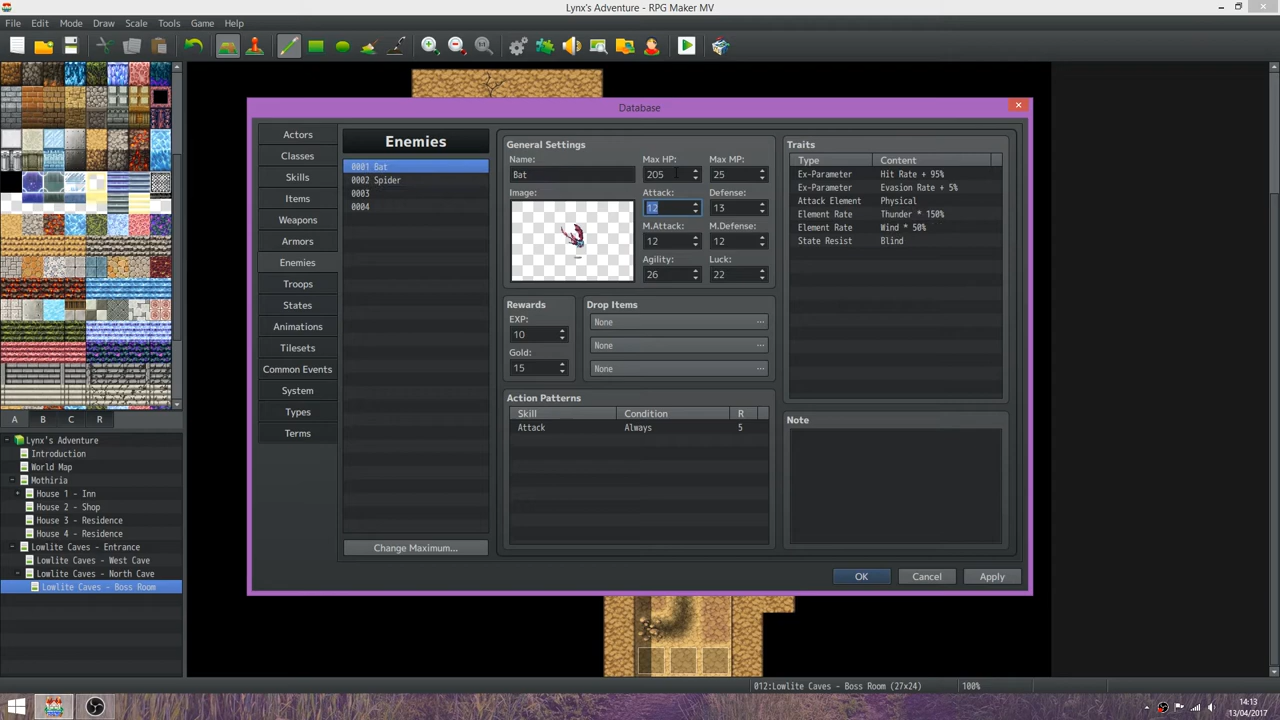 Lynx's Adventure - RPG Maker MV
File Edit Mode Draw Scale Tools Game Help
Database
Actors
Classes
Skills
Items
Weapons
Armors
Enemies
Troops
States
Animations
Tilesets
Common Events
System
Types
Terms
Enemies
0001 Bat
0002 Spider
0003
0004
Change Maximum...
General Settings
Name:
Bat
Max HP:
205
Max MP:
25
Image:
Attack:
12
Defense:
13
M.Attack:
12
M.Defense:
12
Agility:
26
Luck:
22
Rewards
EXP:
10
Gold:
15
Drop Items
None ...
None ...
None ...
Action Patterns
Skill Condition R
Attack Always 5
Traits
Type Content
Ex-Parameter Hit Rate + 95%
Ex-Parameter Evasion Rate + 5%
Attack Element Physical
Element Rate Thunder * 150%
Element Rate Wind * 50%
State Resist Blind
Note
OK Cancel Apply
A B C R
Lynx's Adventure
Introduction
World Map
Mothiria
House 1 - Inn
House 2 - Shop
House 3 - Residence
House 4 - Residence
Lowlite Caves - Entrance
Lowlite Caves - West Cave
Lowlite Caves - North Cave
Lowlite Caves - Boss Room
012:Lowlite Caves - Boss Room (27x24) 100%
14:13
13/04/2017